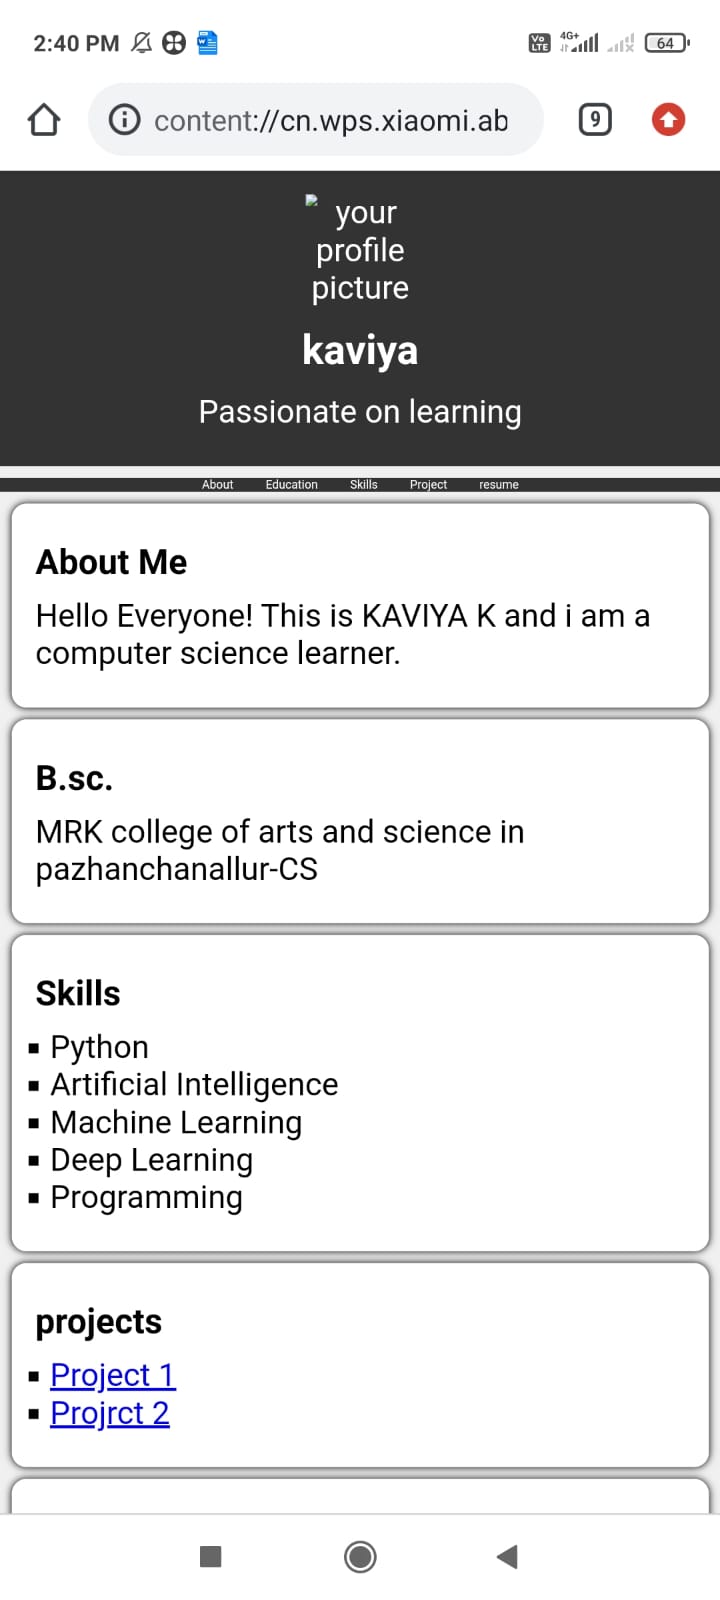 2:40 PM
Vo LTE 4G+ 64
content://cn.wps.xiaomi.ab
9
your
profile
picture
kaviya
Passionate on learning
About Education Skills Project resume
About Me
Hello Everyone! This is KAVIYA K and i am a
computer science learner.
B.sc.
MRK college of arts and science in
pazhanchanallur-CS
Skills
▪ Python
▪ Artificial Intelligence
▪ Machine Learning
▪ Deep Learning
▪ Programming
projects
▪ Project 1
▪ Projrct 2